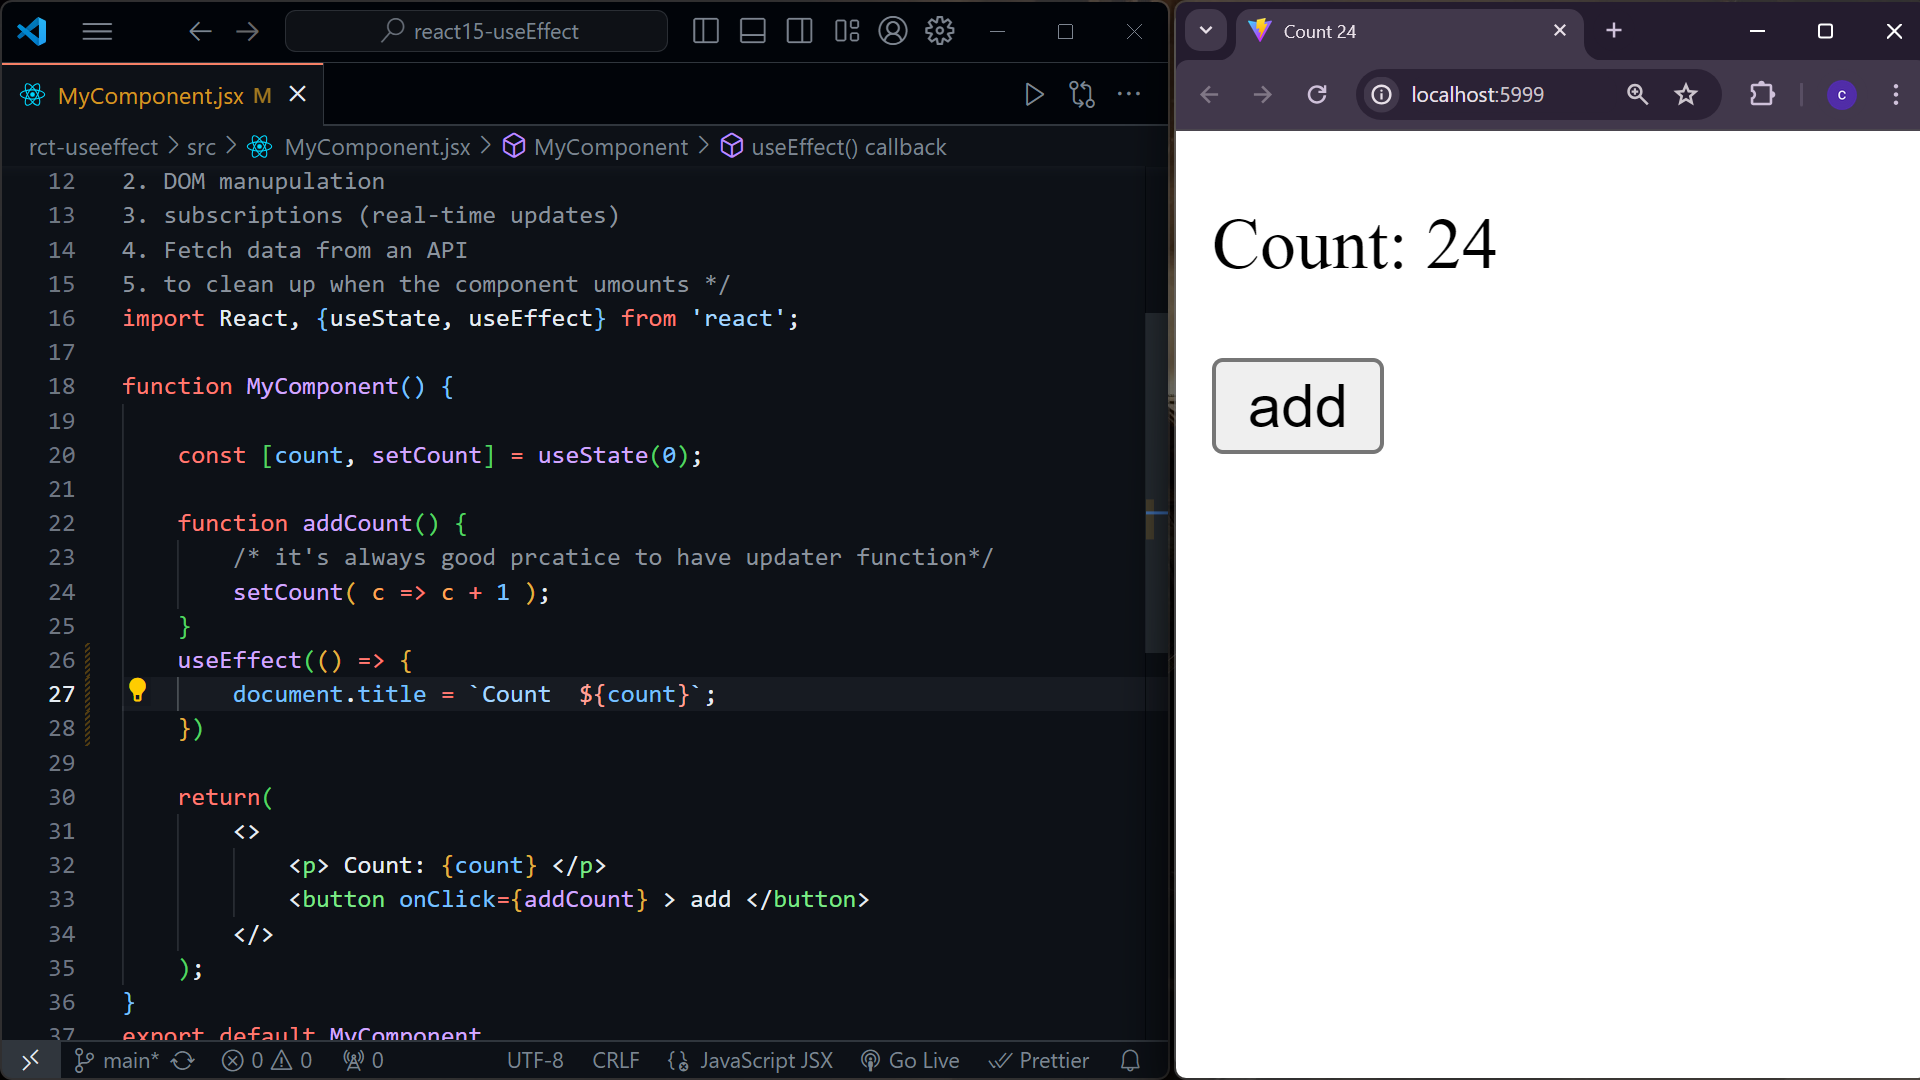 react15-useEffect
MyComponent.jsx M
rct-useeffect > src > MyComponent.jsx > MyComponent > useEffect() callback
12 2. DOM manupulation
13 3. subscriptions (real-time updates)
14 4. Fetch data from an API
15 5. to clean up when the component umounts */
16 import React, {useState, useEffect} from 'react';
17
18 function MyComponent() {
19
20 const [count, setCount] = useState(0);
21
22 function addCount() {
23 /* it's always good prcatice to have updater function*/
24 setCount( c => c + 1 );
25 }
26 useEffect(() => {
27 document.title = `Count  ${count}`;
28 })
29
30 return(
31 <>
32 <p> Count: {count} </p>
33 <button onClick={addCount} > add </button>
34 </>
35 );
36 }
37 export default MyComponent
main* 0 0 0 UTF-8 CRLF JavaScript JSX Go Live Prettier
Count 24
localhost:5999
c
Count: 24
add